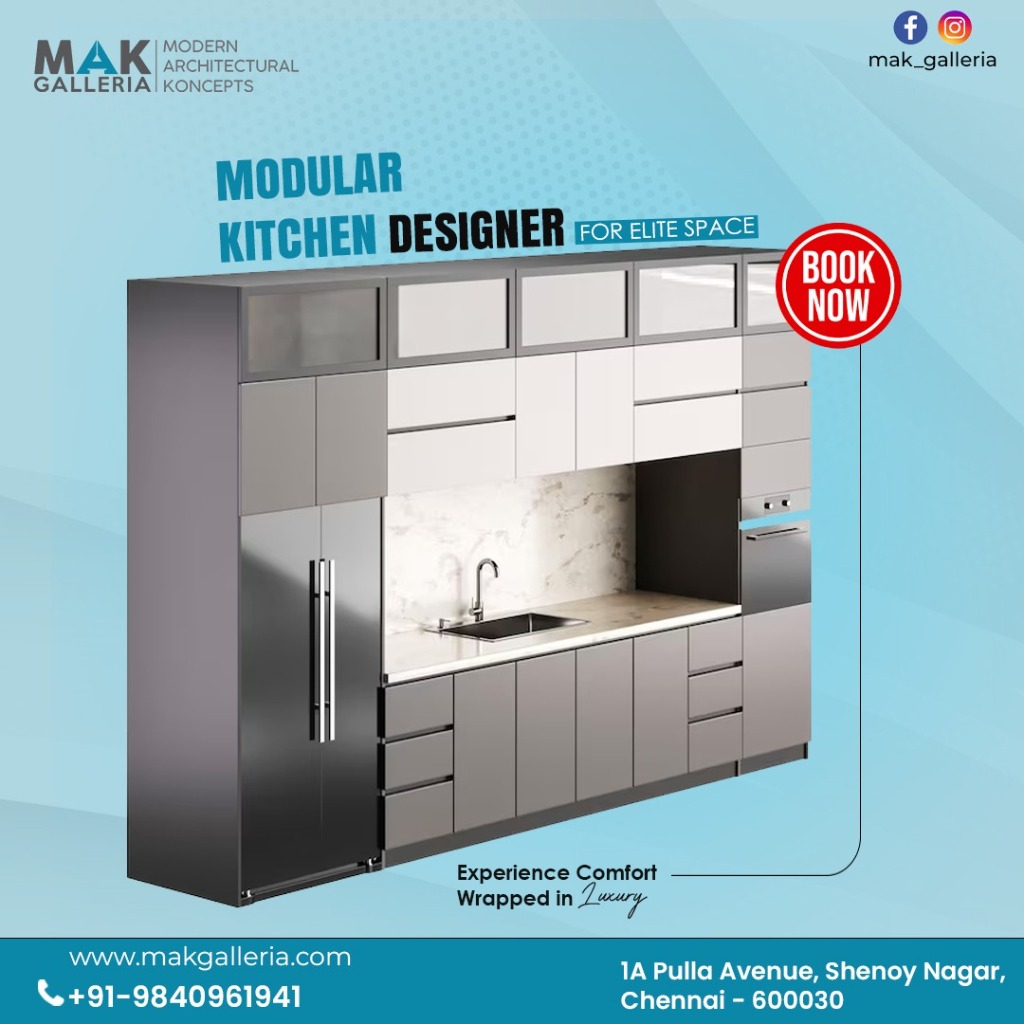 MAK
GALLERIA
MODERN
ARCHITECTURAL
KONCEPTS
mak_galleria
MODULAR
KITCHEN DESIGNER FOR ELITE SPACE
BOOK
NOW
Experience Comfort
Wrapped in Luxury
www.makgalleria.com
+91-9840961941
1A Pulla Avenue, Shenoy Nagar,
Chennai - 600030